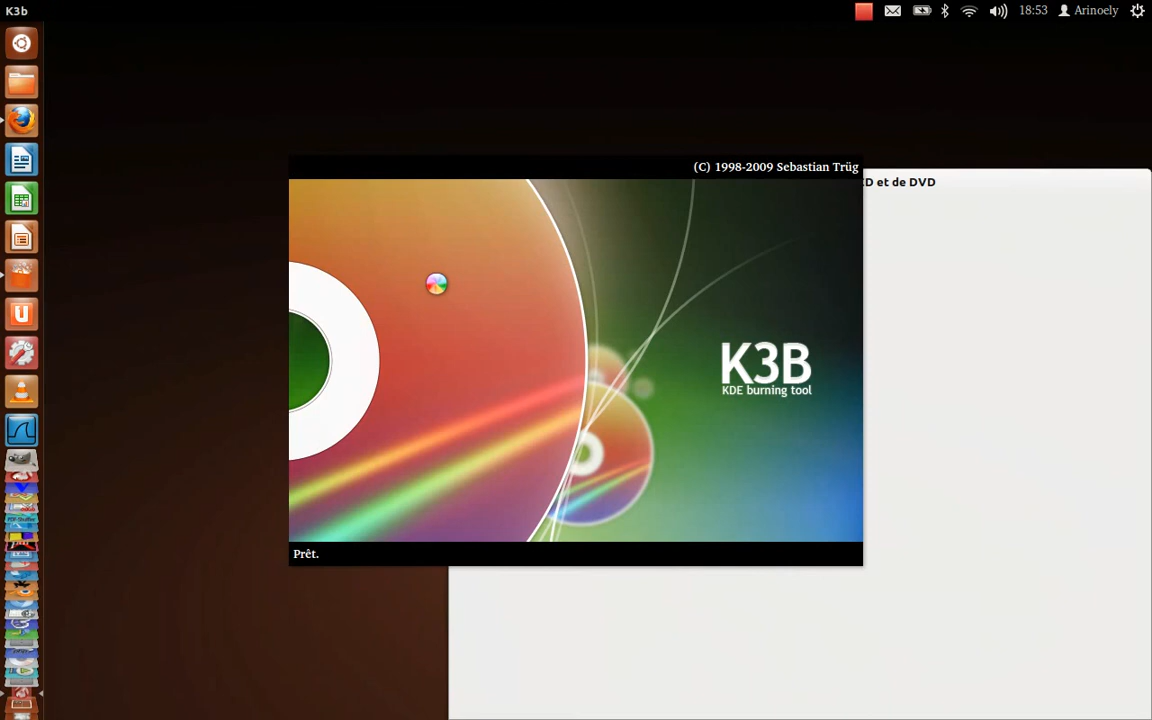 K3b
18:53
Arinoely
(C) 1998-2009 Sebastian Trüg
et de DVD
K3B
KDE burning tool
Prêt.